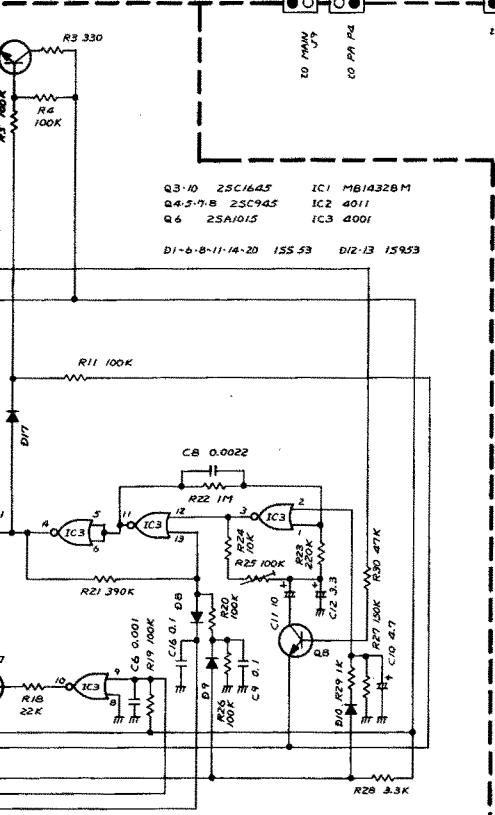 TO MAIN J9
TO PA P4
R3 330
R4
100K
R5 100K
Q3·10 2SC1645 IC1 MB14328M
Q4·5·7·8 2SC945 IC2 4011
Q6 2SA1015 IC3 4001
D1~6·8~11·14~20 1SS53 D12·13 1S953
R11 100K
D17
C8 0.0022
R22 1M
4
IC3
5
6
11
IC3
12
13
3
IC3
2
1
R24
10K
R23
220K
R25 100K
R30 47K
R21 390K
D8
R20
100K
C11 10
+
C12 3.3
+
Q8
R27 150K
C10 4.7
+
C16 0.1
C6 0.001
R19 100K
10
IC3
9
8
R18
22K
D9
R26
100K
C9 0.1
D10
R29 1K
R28 3.3K